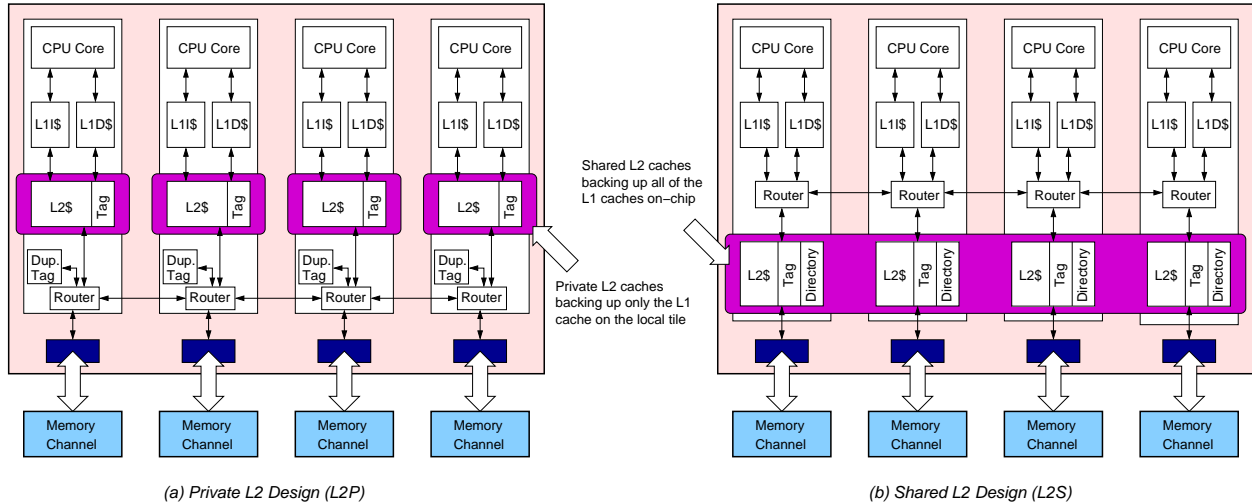 CPU Core
CPU Core
CPU Core
CPU Core
L1I$ L1D$
L1I$ L1D$
L1I$ L1D$
L1I$ L1D$
L2$ Tag
L2$ Tag
L2$ Tag
L2$ Tag
Dup.
Tag
Dup.
Tag
Dup.
Tag
Dup.
Tag
Router
Router
Router
Router
Private L2 caches
backing up only the L1
cache on the local tile
Memory
Channel
Memory
Channel
Memory
Channel
Memory
Channel
(a) Private L2 Design (L2P)
CPU Core
CPU Core
CPU Core
CPU Core
L1I$ L1D$
L1I$ L1D$
L1I$ L1D$
L1I$ L1D$
Shared L2 caches
backing up all of the
L1 caches on−chip
Router
Router
Router
Router
L2$ Tag Directory
L2$ Tag Directory
L2$ Tag Directory
L2$ Tag Directory
Memory
Channel
Memory
Channel
Memory
Channel
Memory
Channel
(b) Shared L2 Design (L2S)